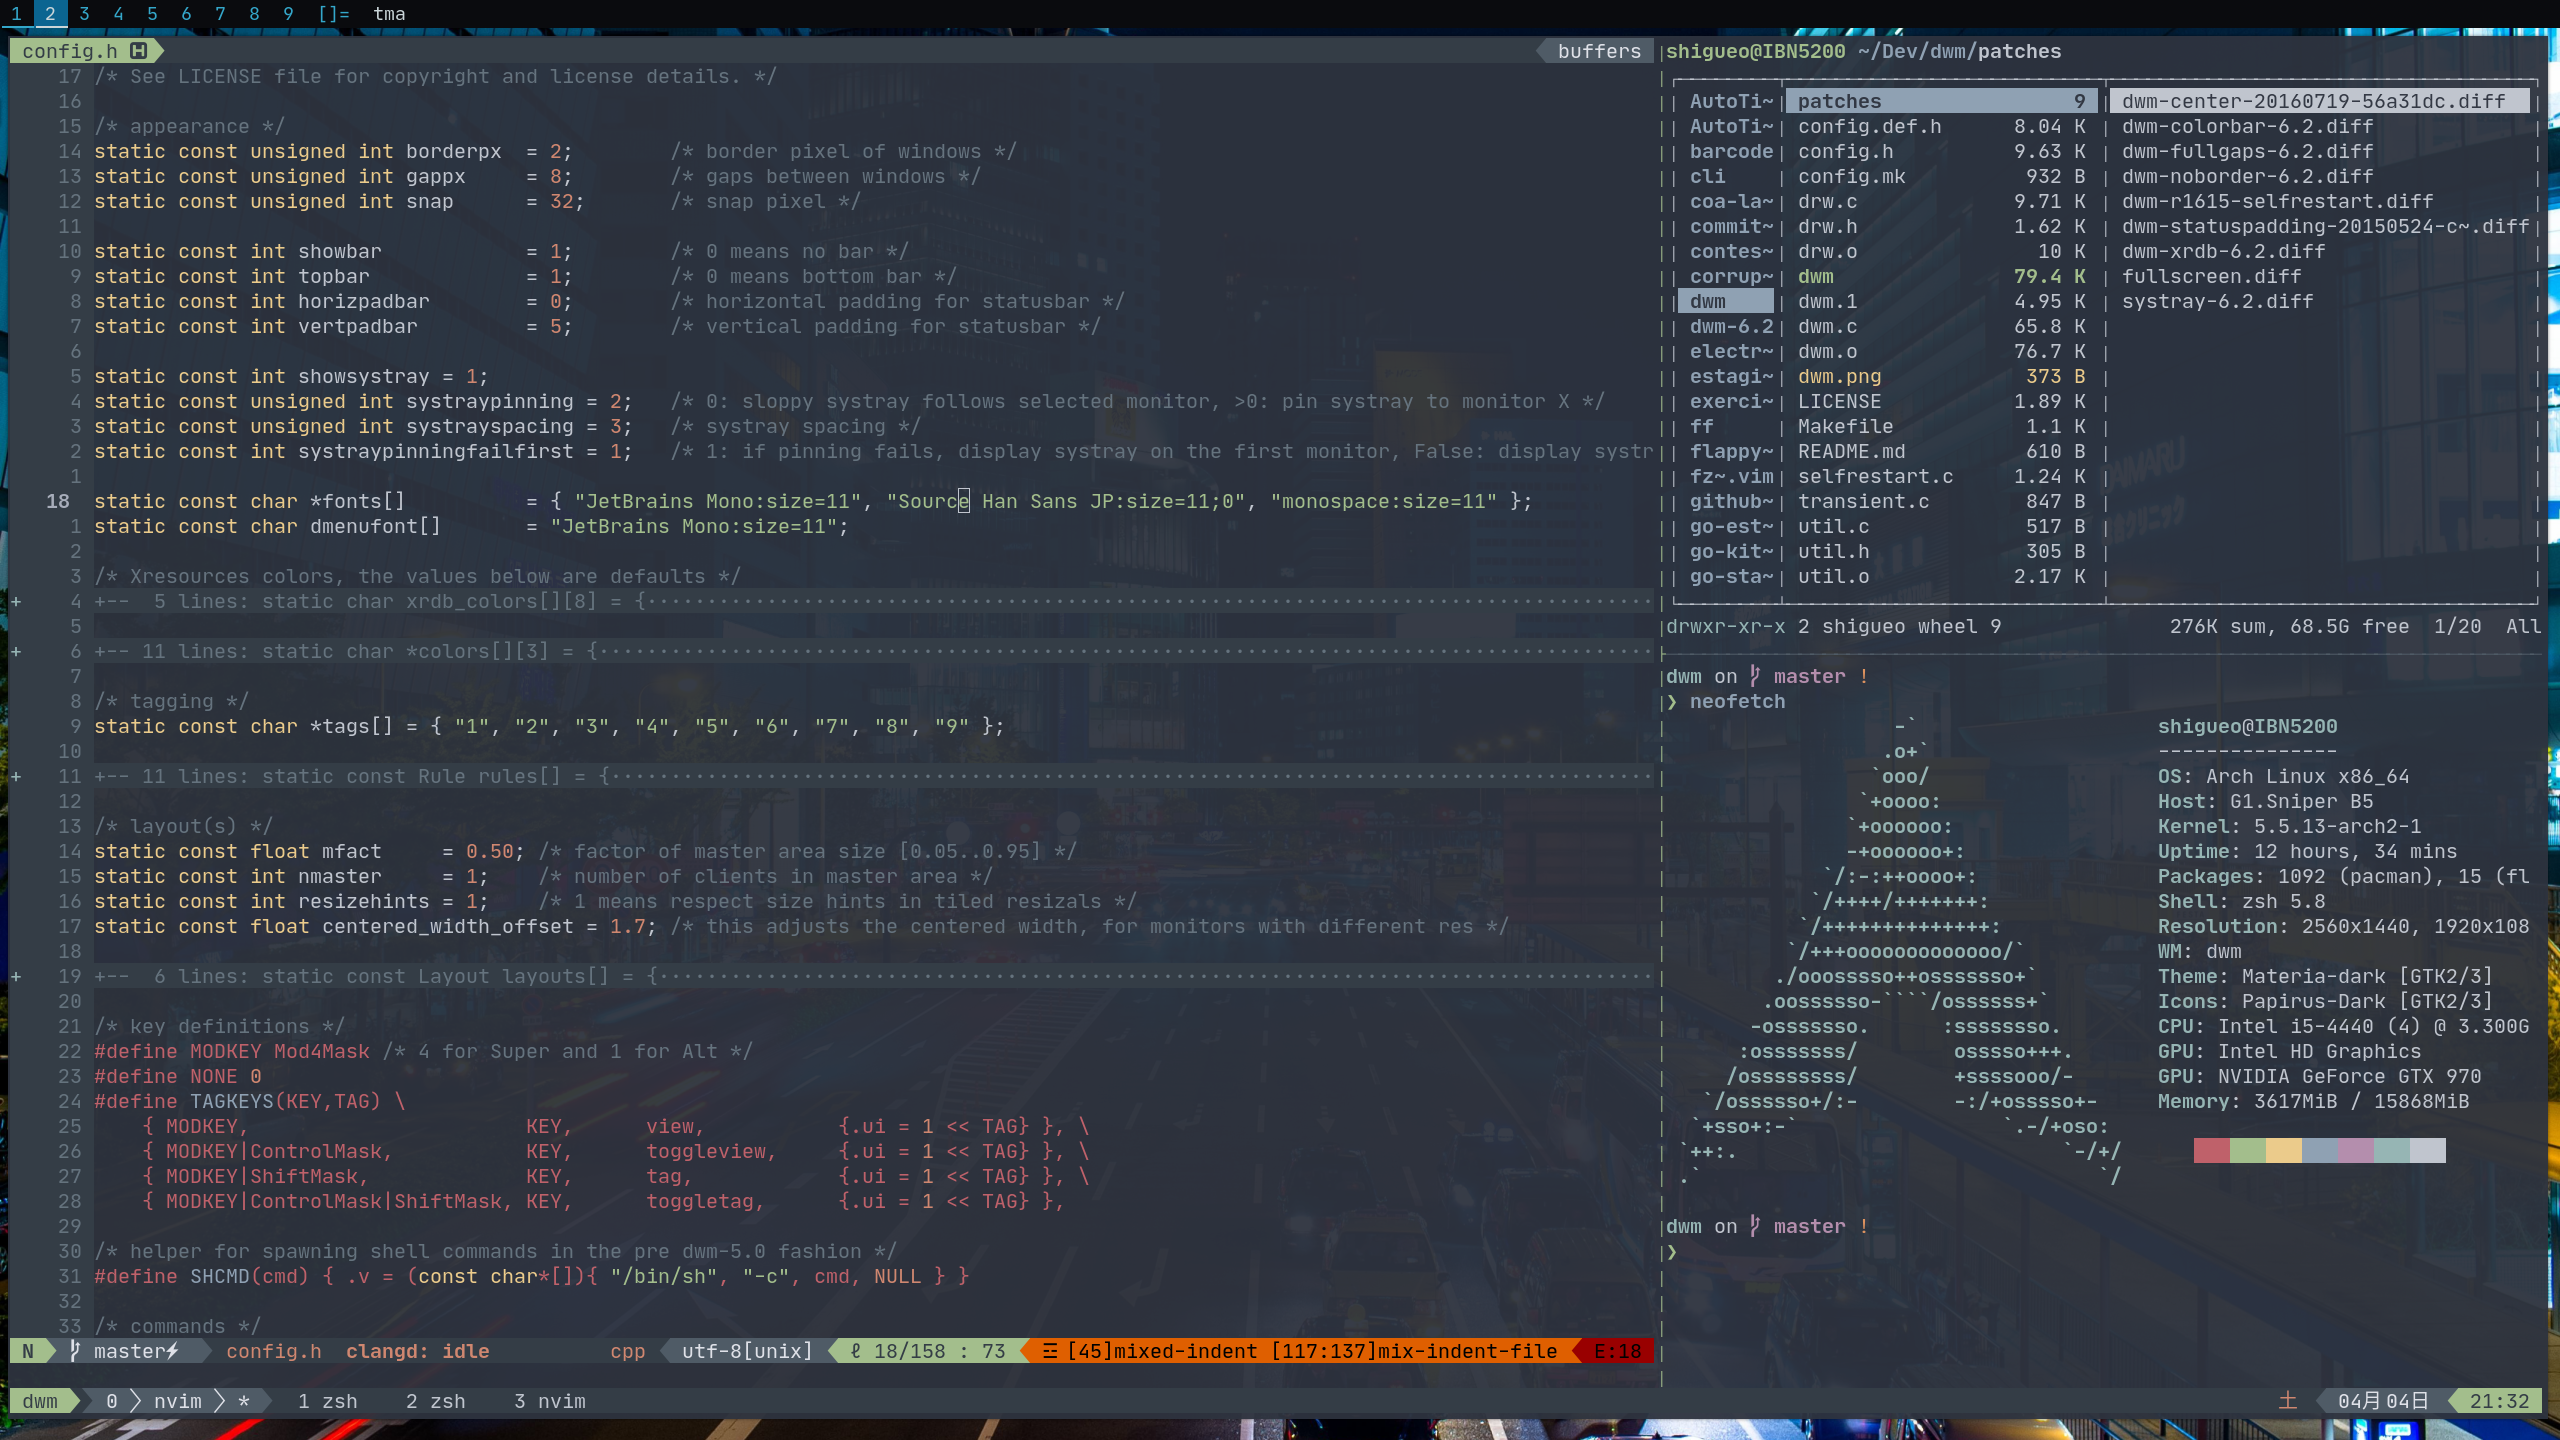 1 2 3 4 5 6 7 8 9 []= tma
config.h buffers
17 /* See LICENSE file for copyright and license details. */
16
15 /* appearance */
14 static const unsigned int borderpx = 2; /* border pixel of windows */
13 static const unsigned int gappx = 8; /* gaps between windows */
12 static const unsigned int snap = 32; /* snap pixel */
11
10 static const int showbar = 1; /* 0 means no bar */
9 static const int topbar = 1; /* 0 means bottom bar */
8 static const int horizpadbar = 0; /* horizontal padding for statusbar */
7 static const int vertpadbar = 5; /* vertical padding for statusbar */
6
5 static const int showsystray = 1;
4 static const unsigned int systraypinning = 2; /* 0: sloppy systray follows selected monitor, >0: pin systray to monitor X */
3 static const unsigned int systrayspacing = 3; /* systray spacing */
2 static const int systraypinningfailfirst = 1; /* 1: if pinning fails, display systray on the first monitor, False: display systr
1
18 static const char *fonts[] = { "JetBrains Mono:size=11", "Source Han Sans JP:size=11;0", "monospace:size=11" };
1 static const char dmenufont[] = "JetBrains Mono:size=11";
2
3 /* Xresources colors, the values below are defaults */
+ 4 +-- 5 lines: static char xrdb_colors[][8] = {
5
+ 6 +-- 11 lines: static char *colors[][3] = {
7
8 /* tagging */
9 static const char *tags[] = { "1", "2", "3", "4", "5", "6", "7", "8", "9" };
10
+ 11 +-- 11 lines: static const Rule rules[] = {
12
13 /* layout(s) */
14 static const float mfact = 0.50; /* factor of master area size [0.05..0.95] */
15 static const int nmaster = 1; /* number of clients in master area */
16 static const int resizehints = 1; /* 1 means respect size hints in tiled resizals */
17 static const float centered_width_offset = 1.7; /* this adjusts the centered width, for monitors with different res */
18
+ 19 +-- 6 lines: static const Layout layouts[] = {
20
21 /* key definitions */
22 #define MODKEY Mod4Mask /* 4 for Super and 1 for Alt */
23 #define NONE 0
24 #define TAGKEYS(KEY,TAG) \
25 { MODKEY, KEY, view, {.ui = 1 << TAG} }, \
26 { MODKEY|ControlMask, KEY, toggleview, {.ui = 1 << TAG} }, \
27 { MODKEY|ShiftMask, KEY, tag, {.ui = 1 << TAG} }, \
28 { MODKEY|ControlMask|ShiftMask, KEY, toggletag, {.ui = 1 << TAG} },
29
30 /* helper for spawning shell commands in the pre dwm-5.0 fashion */
31 #define SHCMD(cmd) { .v = (const char*[]){ "/bin/sh", "-c", cmd, NULL } }
32
33 /* commands */
N master⚡ config.h clangd: idle cpp utf-8[unix] ℓ 18/158 : 73 ☲ [45]mixed-indent [117:137]mix-indent-file E:18
shigueo@IBN5200 ~/Dev/dwm/patches
AutoTi~ patches 9 dwm-center-20160719-56a31dc.diff
AutoTi~ config.def.h 8.04 K dwm-colorbar-6.2.diff
barcode config.h 9.63 K dwm-fullgaps-6.2.diff
cli config.mk 932 B dwm-noborder-6.2.diff
coa-la~ drw.c 9.71 K dwm-r1615-selfrestart.diff
commit~ drw.h 1.62 K dwm-statuspadding-20150524-c~.diff
contes~ drw.o 10 K dwm-xrdb-6.2.diff
corrup~ dwm 79.4 K fullscreen.diff
dwm dwm.1 4.95 K systray-6.2.diff
dwm-6.2 dwm.c 65.8 K
electr~ dwm.o 76.7 K
estagi~ dwm.png 373 B
exerci~ LICENSE 1.89 K
ff Makefile 1.1 K
flappy~ README.md 610 B
fz~.vim selfrestart.c 1.24 K
github~ transient.c 847 B
go-est~ util.c 517 B
go-kit~ util.h 305 B
go-sta~ util.o 2.17 K
drwxr-xr-x 2 shigueo wheel 9 276K sum, 68.5G free 1/20 All
dwm on master !
❯ neofetch
-` shigueo@IBN5200
.o+` ---------------
`ooo/ OS: Arch Linux x86_64
`+oooo: Host: G1.Sniper B5
`+oooooo: Kernel: 5.5.13-arch2-1
-+oooooo+: Uptime: 12 hours, 34 mins
`/:-:++oooo+: Packages: 1092 (pacman), 15 (fl
`/++++/+++++++: Shell: zsh 5.8
`/++++++++++++++: Resolution: 2560x1440, 1920x108
`/+++ooooooooooooo/` WM: dwm
./ooosssso++osssssso+` Theme: Materia-dark [GTK2/3]
.oossssso-````/ossssss+` Icons: Papirus-Dark [GTK2/3]
-osssssso. :ssssssso. CPU: Intel i5-4440 (4) @ 3.300G
:osssssss/ osssso+++. GPU: Intel HD Graphics
/ossssssss/ +ssssooo/- GPU: NVIDIA GeForce GTX 970
`/ossssso+/:- -:/+osssso+- Memory: 3617MiB / 15868MiB
`+sso+:-` `.-/+oso:
`++:. `-/+/
.` `/
dwm on master !
❯
dwm 0 nvim * 1 zsh 2 zsh 3 nvim 土 04月04日 21:32